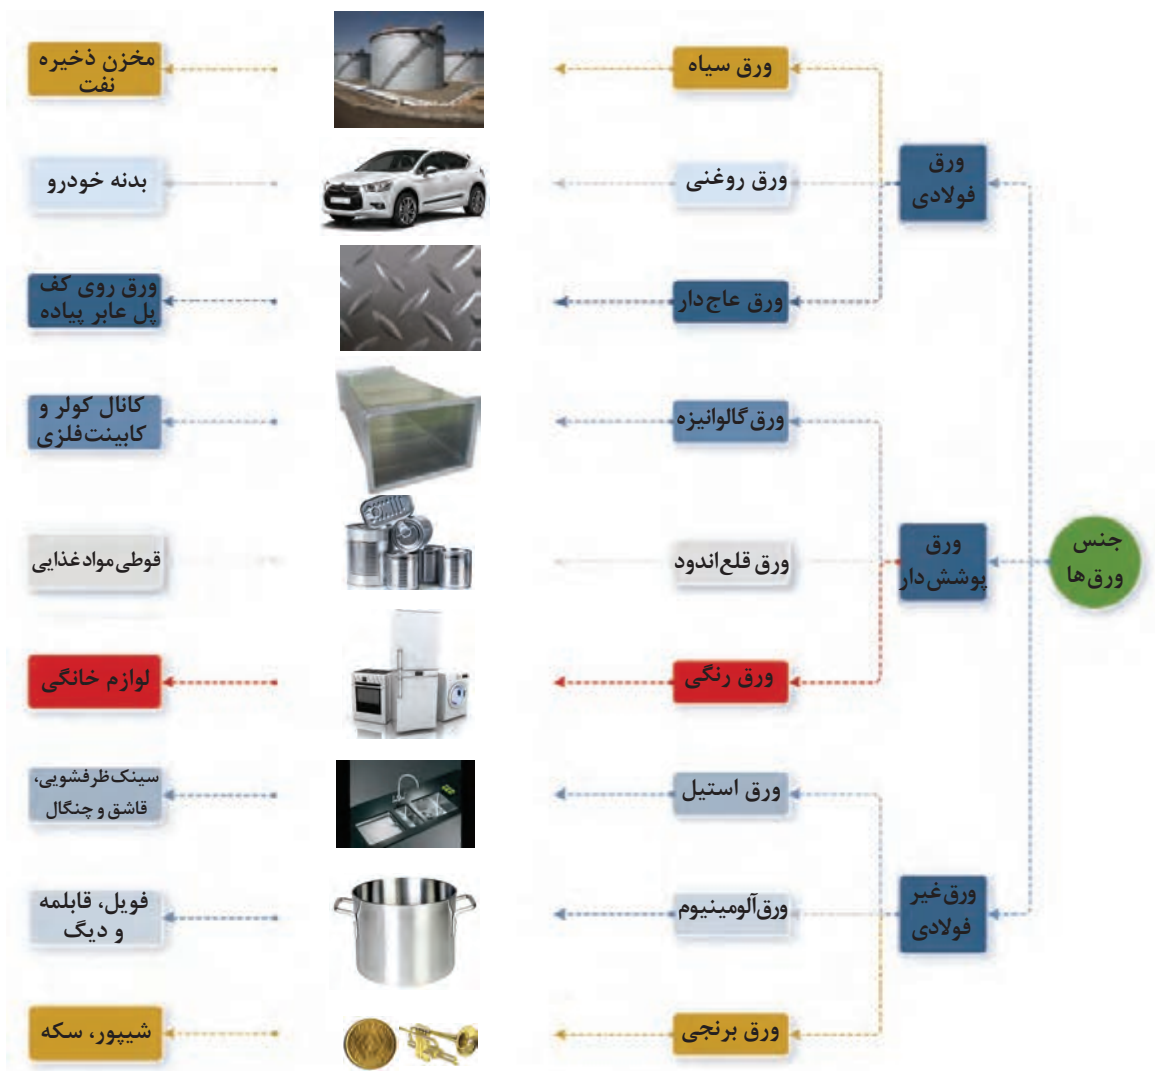 جنس
ورق‌ها
ورق
فولادی
ورق سیاه
مخزن ذخیره
نفت
ورق روغنی
بدنه خودرو
ورق عاج‌دار
ورق روی کف
پل عابر پیاده
ورق
پوشش‌دار
ورق گالوانیزه
کانال کولر و
کابینت فلزی
ورق قلع‌اندود
قوطی مواد غذایی
ورق رنگی
لوازم خانگی
ورق غیر
فولادی
ورق استیل
سینک ظرفشویی،
قاشق و چنگال
ورق آلومینیوم
فویل، قابلمه
و دیگ
ورق برنجی
شیپور، سکه